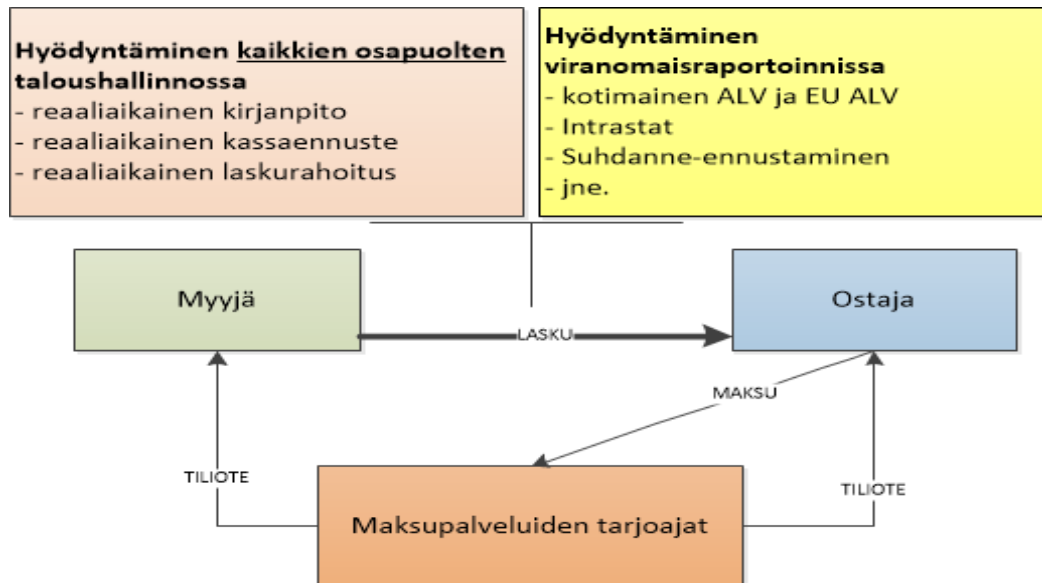 Hyödyntäminen kaikkien osapuolten
taloushallinnossa
- reaaliaikainen kirjanpito
- reaaliaikainen kassaennuste
- reaaliaikainen laskurahoitus
Hyödyntäminen
viranomaisraportoinnissa
- kotimainen ALV ja EU ALV
- Intrastat
- Suhdanne-ennustaminen
- jne.
Myyjä
Ostaja
LASKU
MAKSU
TILIOTE
TILIOTE
Maksupalveluiden tarjoajat